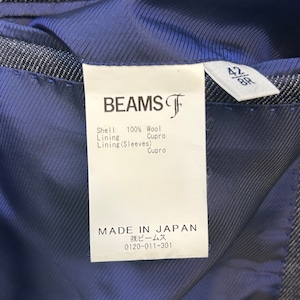 BEAMS F
42
8R
Shell 100% Wool
Lining Cupro
Lining(Sleeves)
Cupro
MADE IN JAPAN
㈱ビームス
0120-011-301